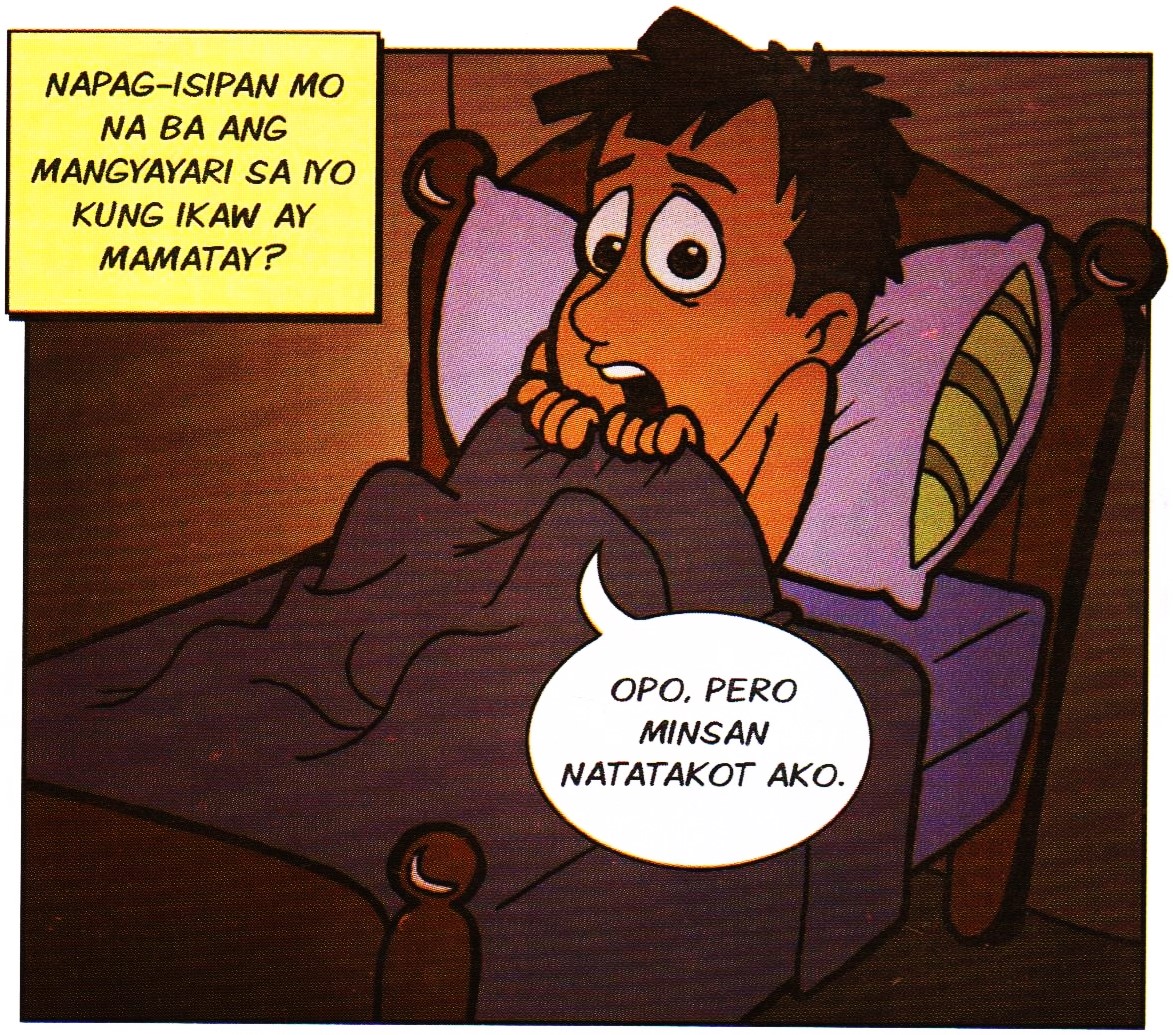 NAPAG-ISIPAN MO
NA BA ANG
MANGYAYARI SA IYO
KUNG IKAW AY
MAMATAY?
OPO, PERO
MINSAN
NATATAKOT AKO.